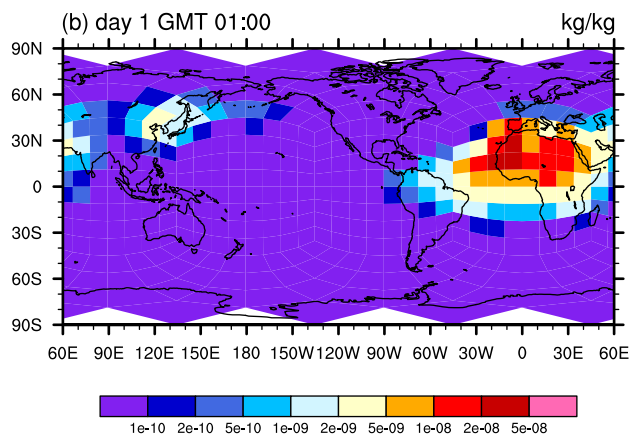 (b) day 1 GMT 01:00 kg/kg
90N
60N
30N
0
30S
60S
90S
60E 90E 120E 150E 180 150W 120W 90W 60W 30W 0 30E 60E
1e-10 2e-10 5e-10 1e-09 2e-09 5e-09 1e-08 2e-08 5e-08